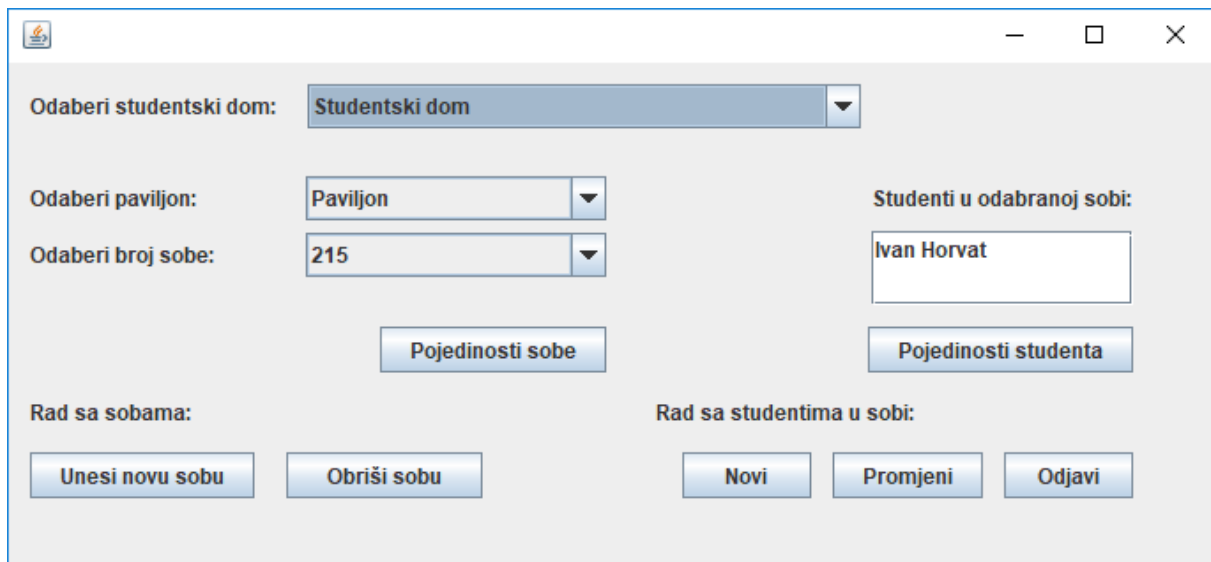 Odaberi studentski dom: Studentski dom
Odaberi paviljon: Paviljon
Studenti u odabranoj sobi:
Odaberi broj sobe: 215
Ivan Horvat
Pojedinosti sobe
Pojedinosti studenta
Rad sa sobama:
Rad sa studentima u sobi:
Unesi novu sobu
Obriši sobu
Novi
Promjeni
Odjavi